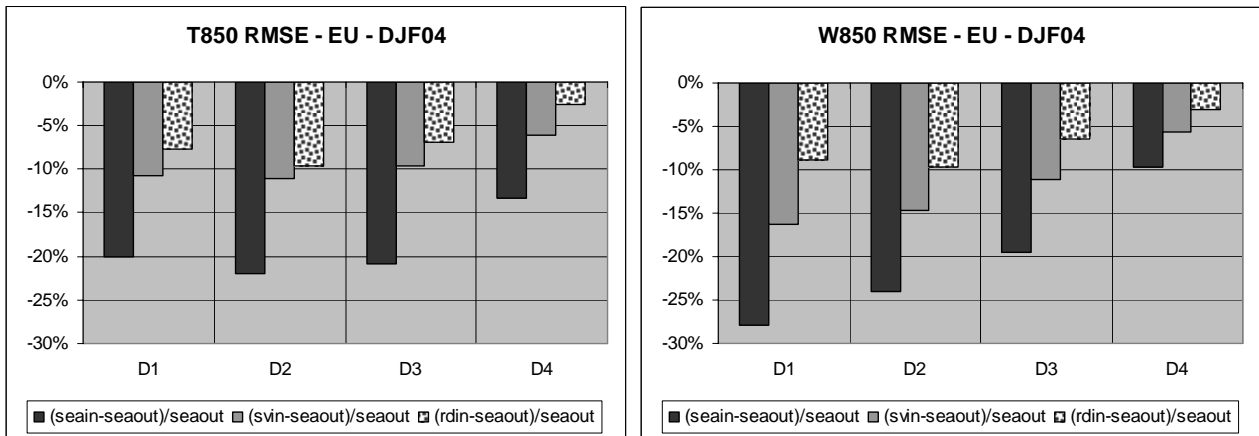 T850 RMSE - EU - DJF04
0%
-5%
-10%
-15%
-20%
-25%
-30%
D1 D2 D3 D4
(seain-seaout)/seaout (svin-seaout)/seaout (rdin-seaout)/seaout
W850 RMSE - EU - DJF04
0%
-5%
-10%
-15%
-20%
-25%
-30%
D1 D2 D3 D4
(seain-seaout)/seaout (svin-seaout)/seaout (rdin-seaout)/seaout